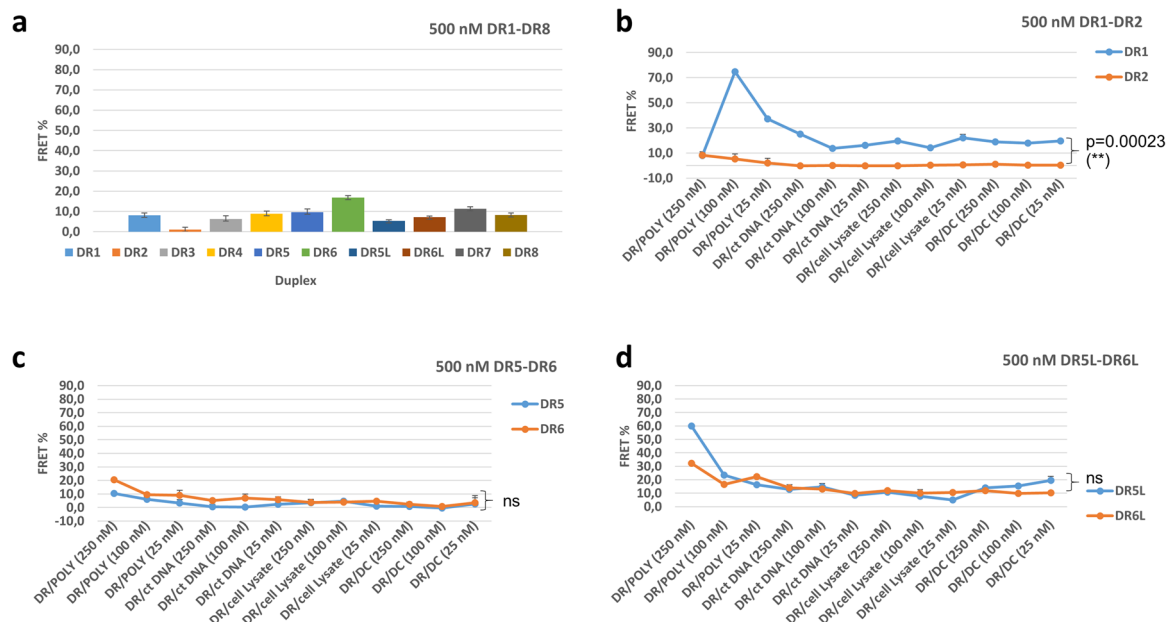 a
500 nM DR1-DR8
90,0
80,0
70,0
60,0
50,0
40,0
30,0
20,0
10,0
0,0
FRET %
DR1 DR2 DR3 DR4 DR5 DR6 DR5L DR6L DR7 DR8
Duplex
b
500 nM DR1-DR2
90,0
70,0
50,0
30,0
10,0
-10,0
FRET %
DR1
DR2
p=0.00023
(**)
DR/POLY (250 nM)
DR/POLY (100 nM)
DR/POLY (25 nM)
DR/ct DNA (250 nM)
DR/ct DNA (100 nM)
DR/ct DNA (25 nM)
DR/cell Lysate (250 nM)
DR/cell Lysate (100 nM)
DR/cell Lysate (25 nM)
DR/DC (250 nM)
DR/DC (100 nM)
DR/DC (25 nM)
c
500 nM DR5-DR6
90,0
80,0
70,0
60,0
50,0
40,0
30,0
20,0
10,0
0,0
-10,0
FRET %
DR5
DR6
ns
DR/POLY (250 nM)
DR/POLY (100 nM)
DR/POLY (25 nM)
DR/ct DNA (250 nM)
DR/ct DNA (100 nM)
DR/ct DNA (25 nM)
DR/cell Lysate (250 nM)
DR/cell Lysate (100 nM)
DR/cell Lysate (25 nM)
DR/DC (250 nM)
DR/DC (100 nM)
DR/DC (25 nM)
d
500 nM DR5L-DR6L
90,0
80,0
70,0
60,0
50,0
40,0
30,0
20,0
10,0
0,0
FRET %
ns
DR5L
DR6L
DR/POLY (250 nM)
DR/POLY (100 nM)
DR/POLY (25 nM)
DR/ct DNA (250 nM)
DR/ct DNA (100 nM)
DR/ct DNA (25 nM)
DR/cell Lysate (250 nM)
DR/cell Lysate (100 nM)
DR/cell Lysate (25 nM)
DR/DC (250 nM)
DR/DC (100 nM)
DR/DC (25 nM)